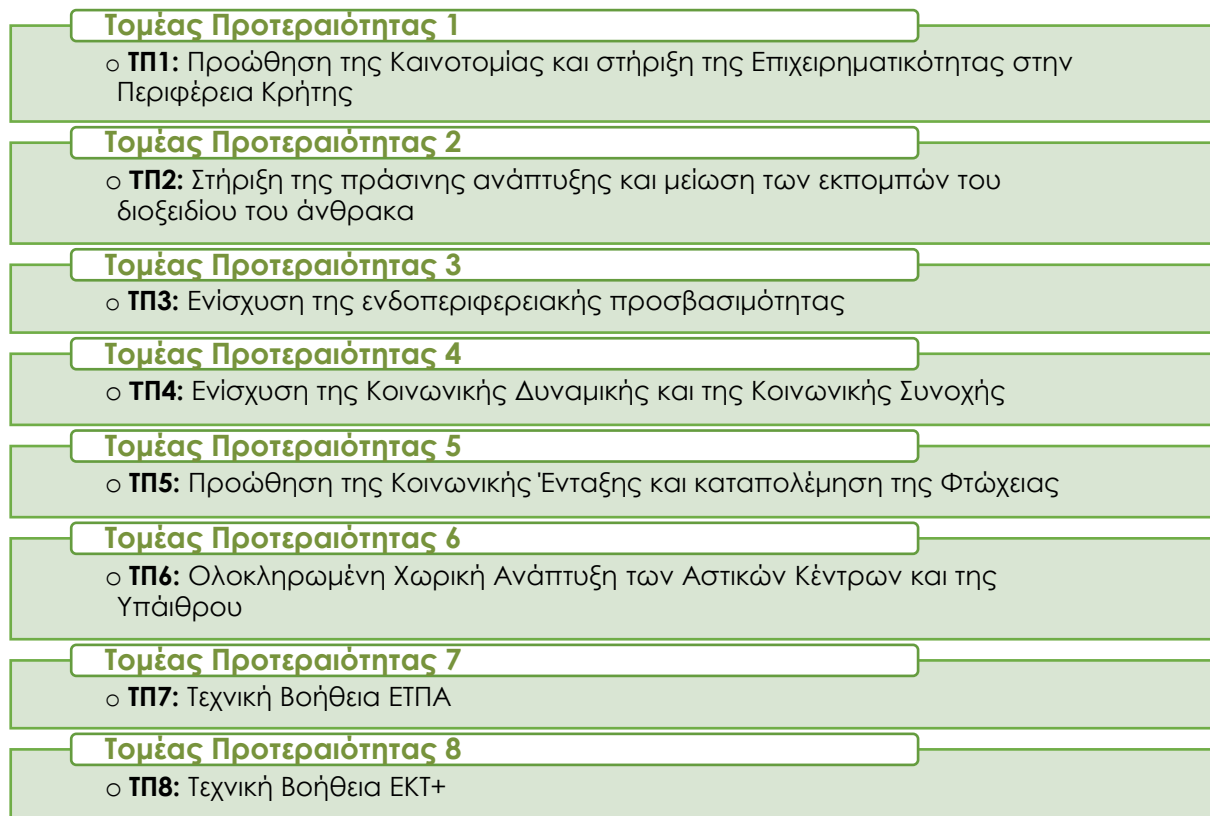 Τομέας Προτεραιότητας 1
o ΤΠ1: Προώθηση της Καινοτομίας και στήριξη της Επιχειρηματικότητας στην
Περιφέρεια Κρήτης
Τομέας Προτεραιότητας 2
o ΤΠ2: Στήριξη της πράσινης ανάπτυξης και μείωση των εκπομπών του
διοξειδίου του άνθρακα
Τομέας Προτεραιότητας 3
o ΤΠ3: Ενίσχυση της ενδοπεριφερειακής προσβασιμότητας
Τομέας Προτεραιότητας 4
o ΤΠ4: Ενίσχυση της Κοινωνικής Δυναμικής και της Κοινωνικής Συνοχής
Τομέας Προτεραιότητας 5
o ΤΠ5: Προώθηση της Κοινωνικής Ένταξης και καταπολέμηση της Φτώχειας
Τομέας Προτεραιότητας 6
o ΤΠ6: Ολοκληρωμένη Χωρική Ανάπτυξη των Αστικών Κέντρων και της
Υπάιθρου
Τομέας Προτεραιότητας 7
o ΤΠ7: Τεχνική Βοήθεια ΕΤΠΑ
Τομέας Προτεραιότητας 8
o ΤΠ8: Τεχνική Βοήθεια ΕΚΤ+